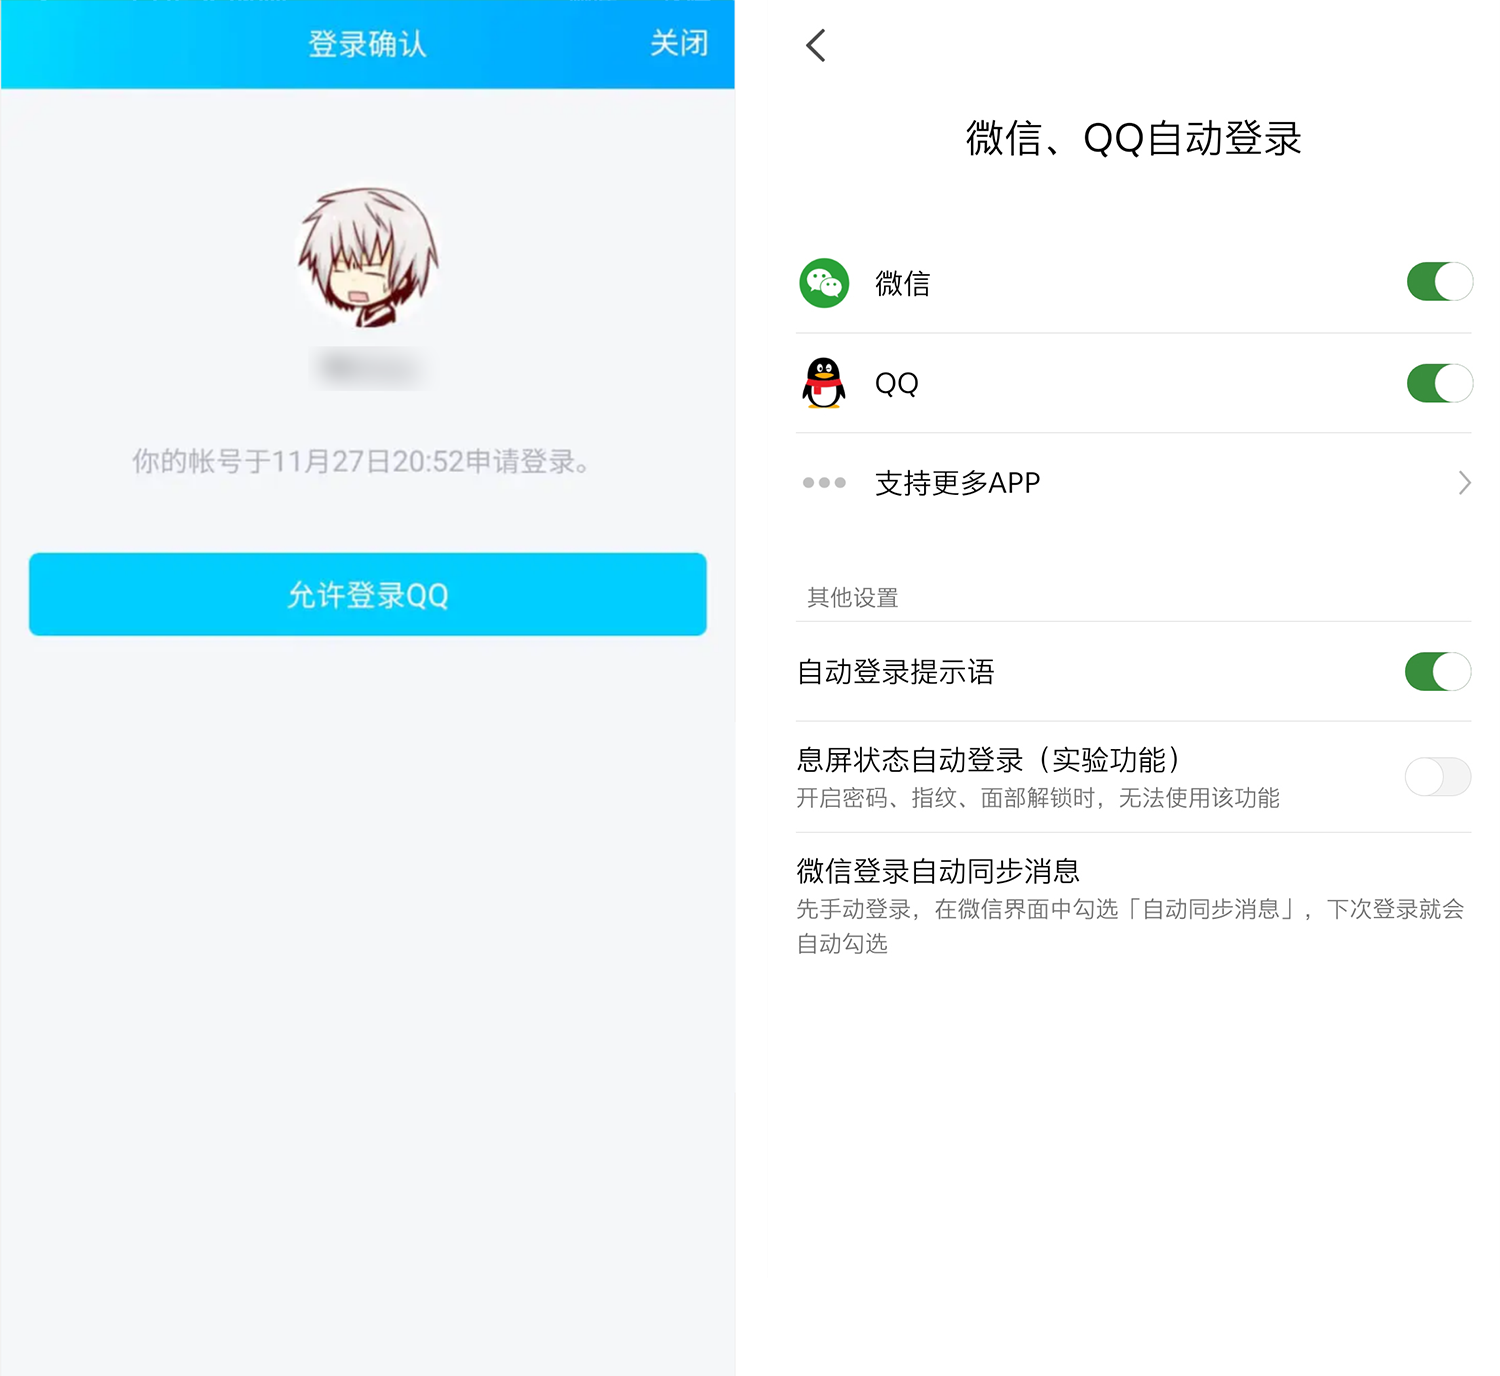 登录确认
关闭
你的帐号于11月27日20:52申请登录。
允许登录QQ
微信、QQ自动登录
微信
QQ
支持更多APP
其他设置
自动登录提示语
息屏状态自动登录（实验功能）
开启密码、指纹、面部解锁时，无法使用该功能
微信登录自动同步消息
先手动登录，在微信界面中勾选「自动同步消息」，下次登录就会
自动勾选